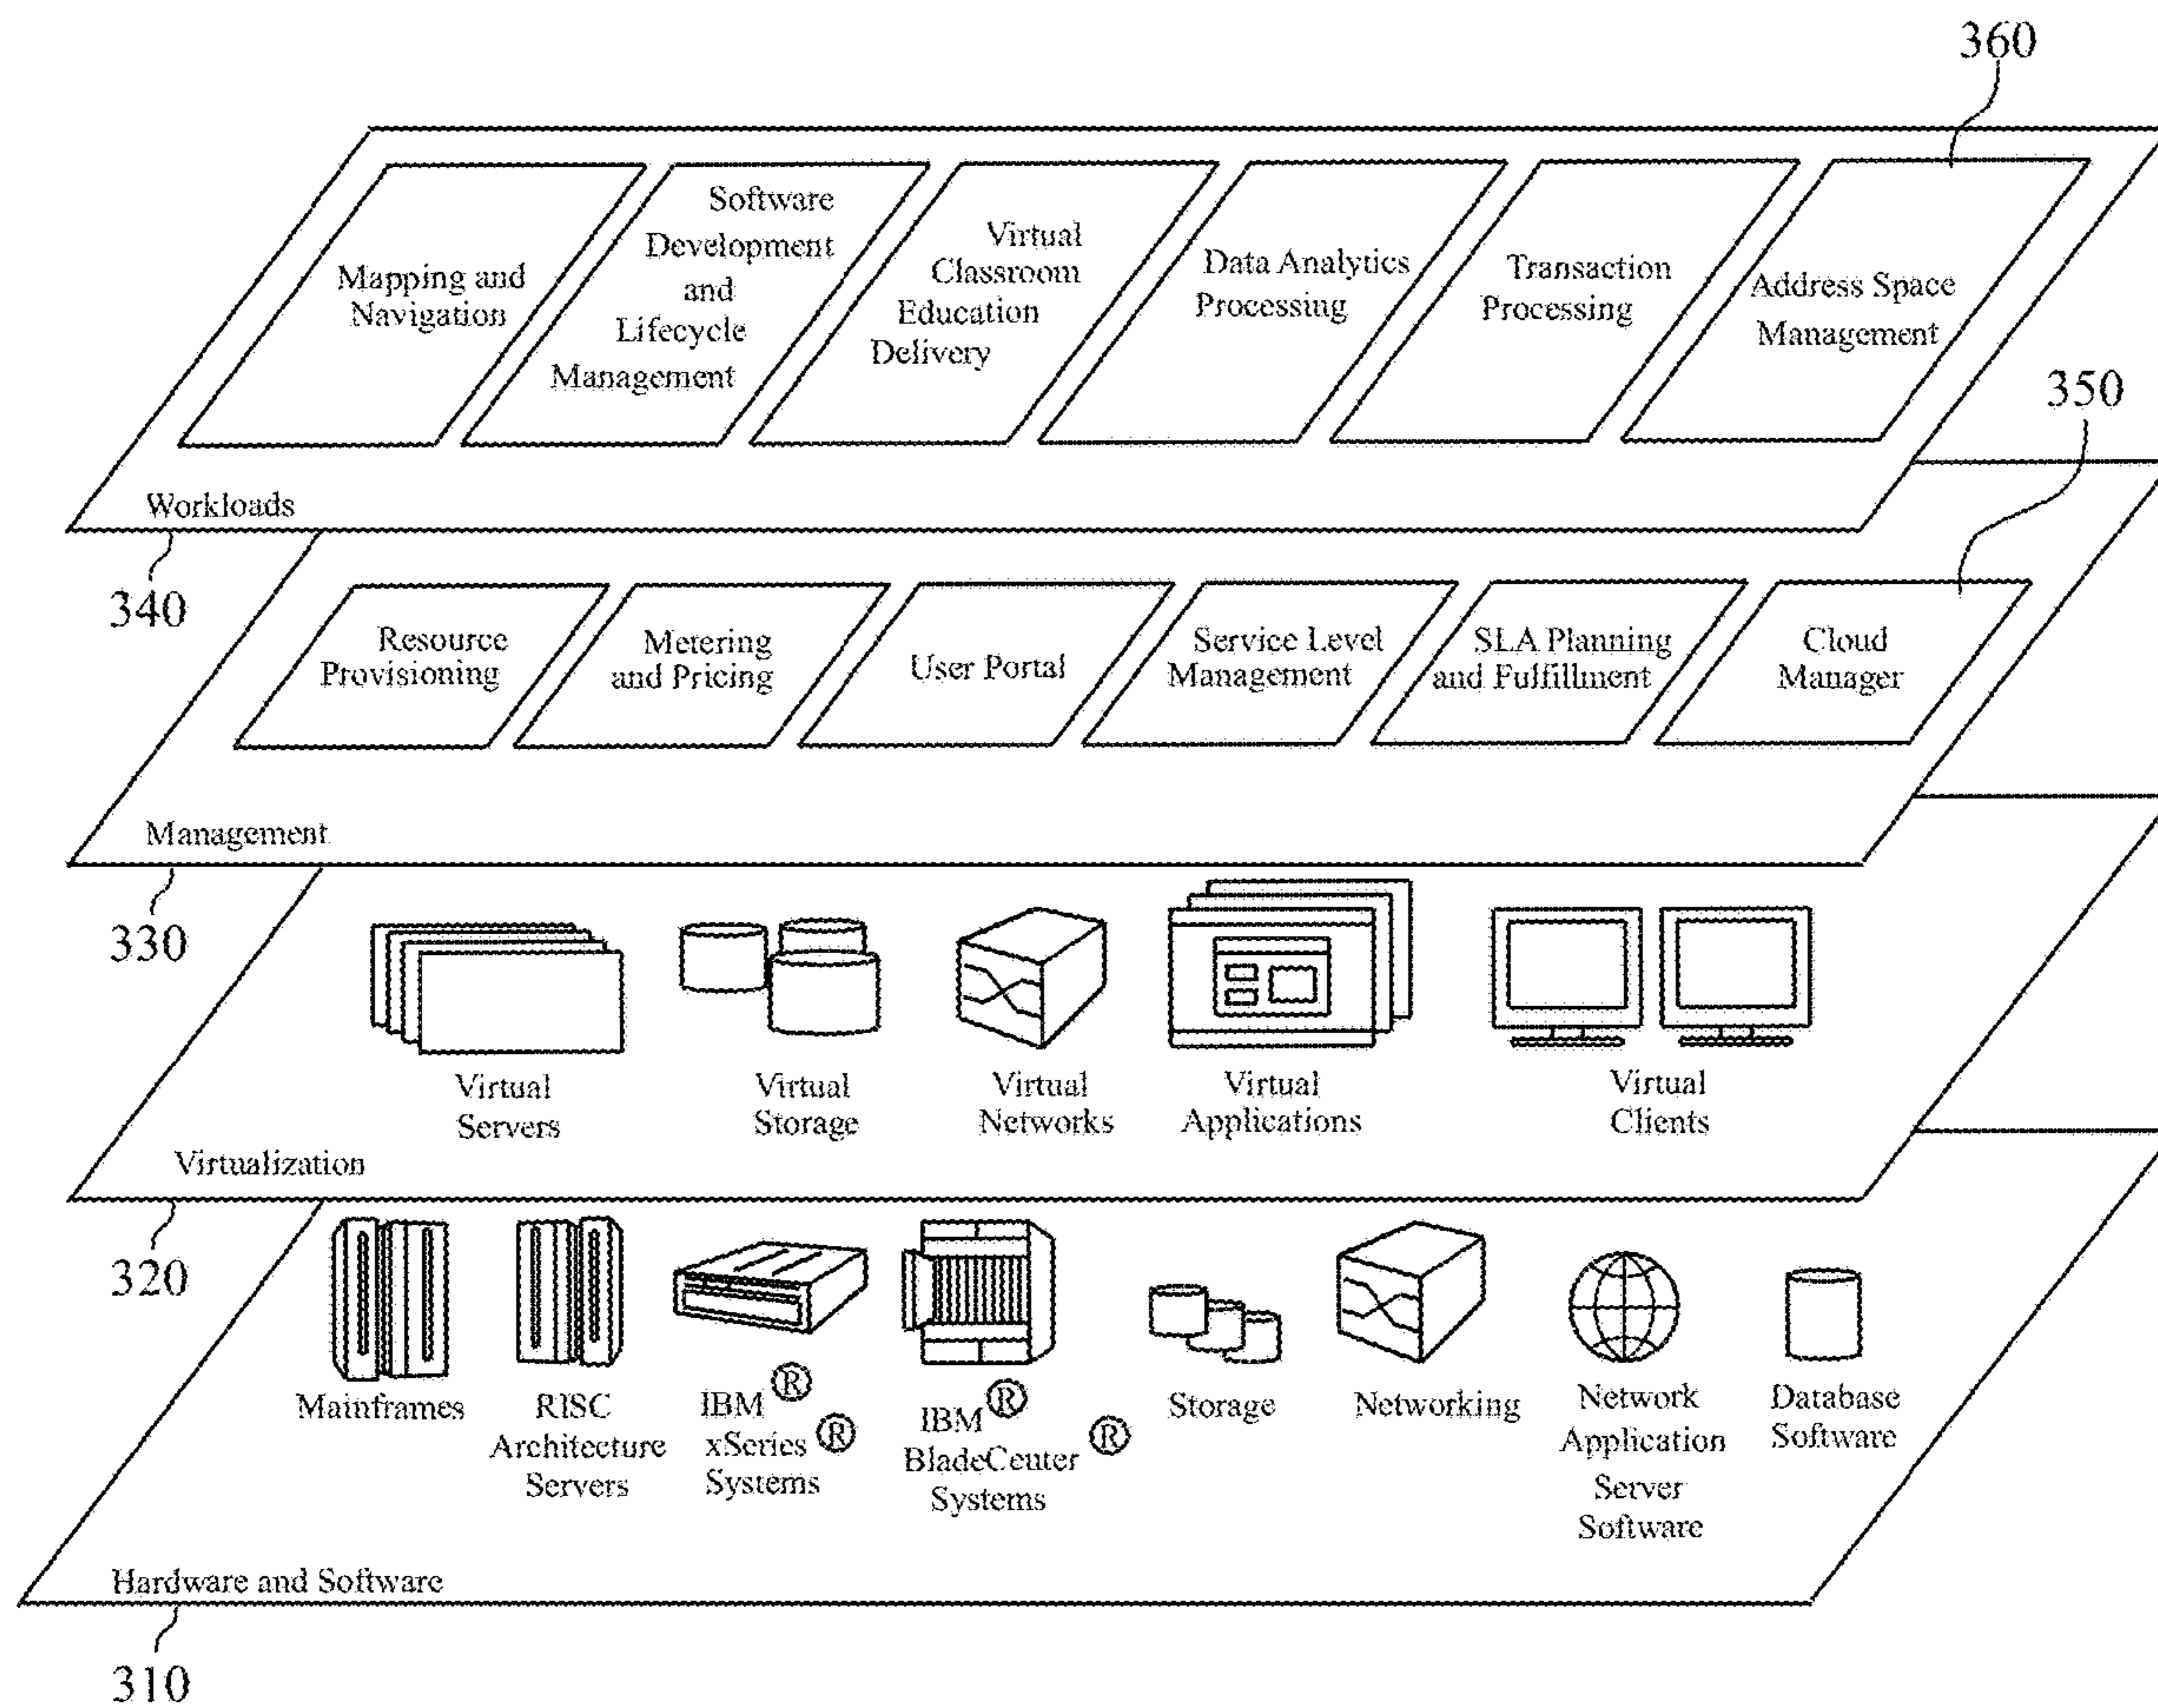 360
Mapping and
Navigation
Software
Development
and
Lifecycle
Management
Virtual
Classroom
Education
Delivery
Data Analytics
Processing
Transaction
Processing
Address Space
Management
350
Workloads
340
Resource
Provisioning
Metering
and Pricing
User Portal
Service Level
Management
SLA Planning
and Fulfillment
Cloud
Manager
Management
330
Virtual
Servers
Virtual
Storage
Virtual
Networks
Virtual
Applications
Virtual
Clients
Virtualization
320
Mainframes
RISC
Architecture
Servers
IBM ®
xSeries ®
Systems
IBM ®
BladeCenter ®
Systems
Storage
Networking
Network
Application
Server
Software
Database
Software
Hardware and Software
310